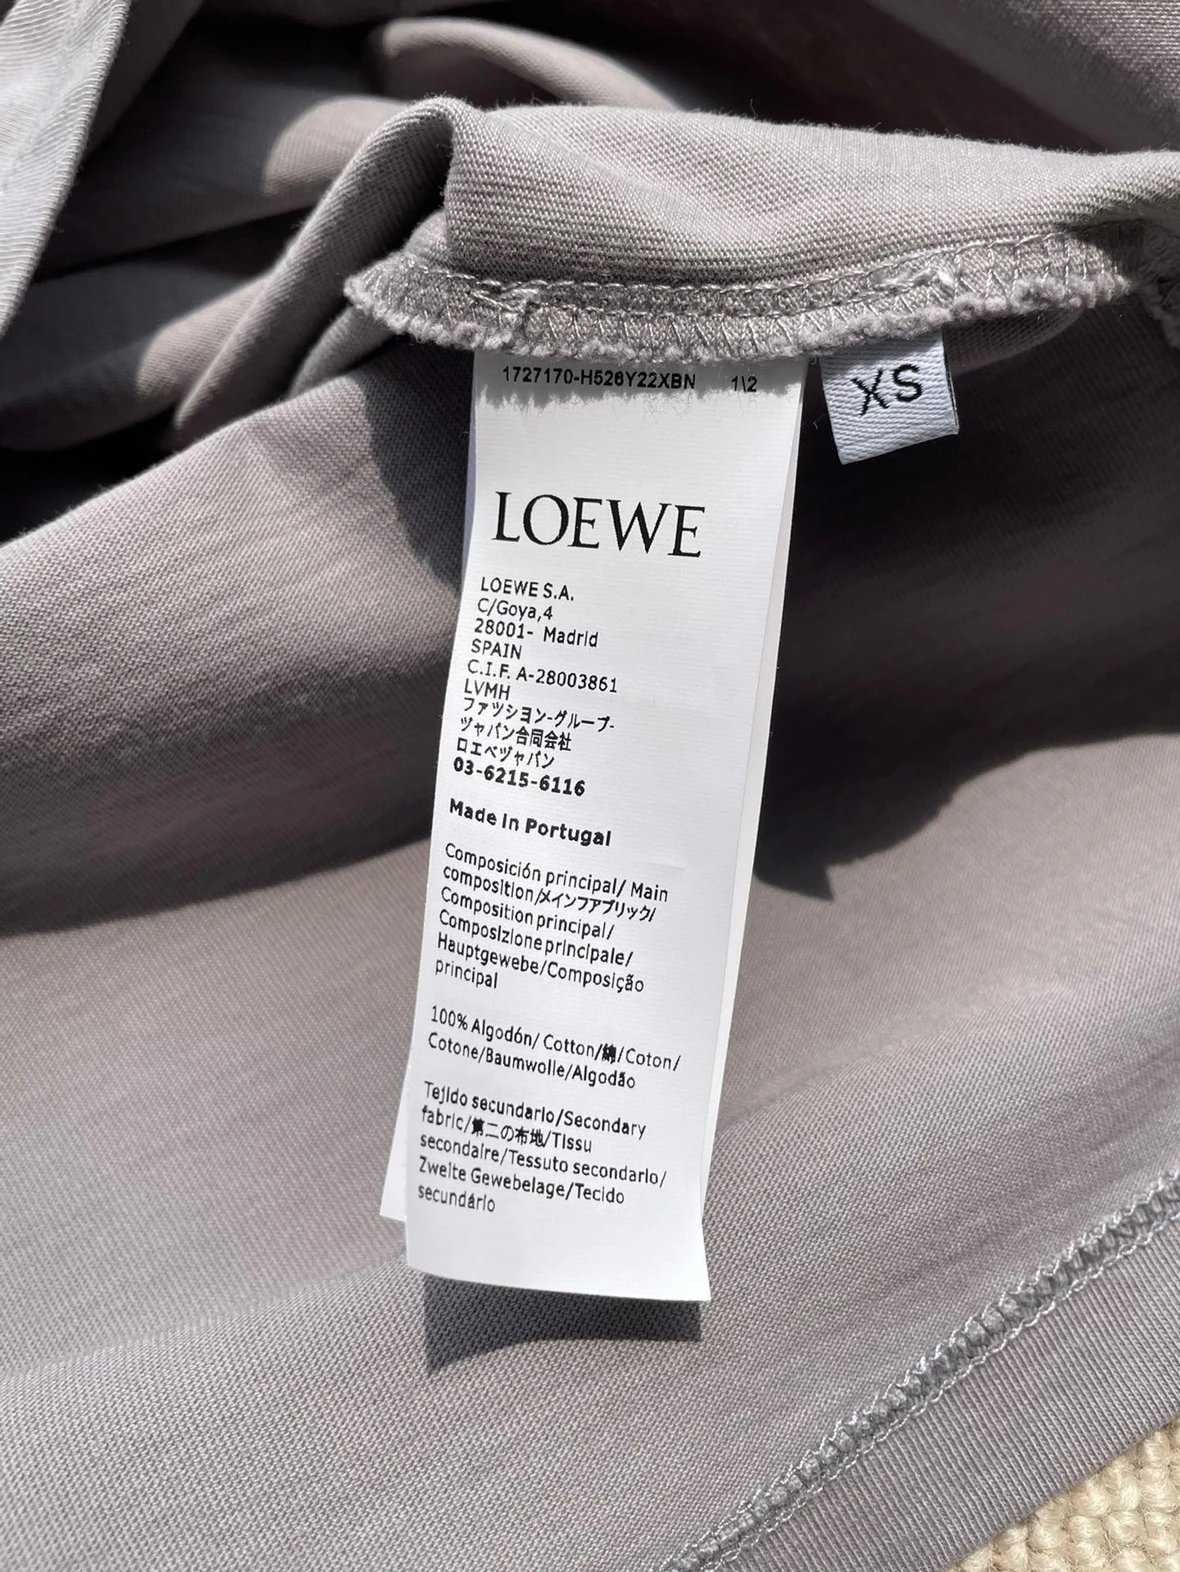 1727170-H526Y22XBN 1\2
XS
LOEWE
LOEWE S.A.
C/Goya,4
28001- Madrid
SPAIN
C.I.F. A-28003861
LVMH
ファツシヨン-グループ-
ヅャパン合同会社
ロエベヅャパン
03-6215-6116
Made in Portugal
Composición principal/ Main
composition/メインファブリック/
Composition principal/
Composizione principale/
Hauptgewebe/Composição
principal
100% Algodón/ Cotton/綿/Coton/
Cotone/Baumwolle/Algodão
Tejido secundario/Secondary
fabric/第二の布地/Tissu
secondaire/Tessuto secondario/
Zweite Gewebelage/Tecido
secundário